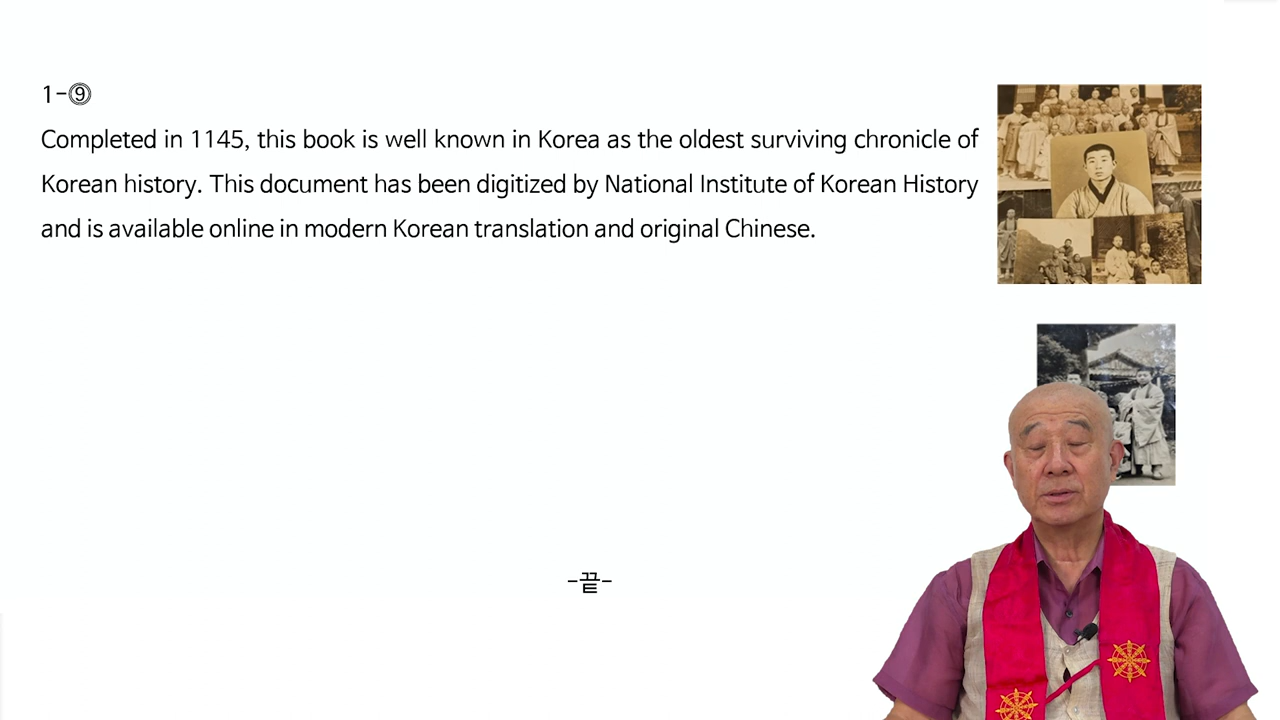 1-⑨
Completed in 1145, this book is well known in Korea as the oldest surviving chronicle of
Korean history. This document has been digitized by National Institute of Korean History
and is available online in modern Korean translation and original Chinese.
-끝-